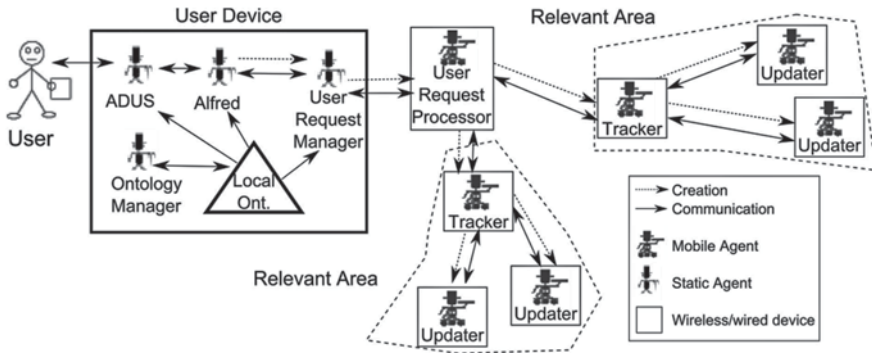 User Device
Relevant Area
User
ADUS
Alfred
User
Request
Manager
Ontology
Manager
Local
Ont.
User
Request
Processor
Tracker
Updater
Updater
Relevant Area
Tracker
Updater
Updater
Creation
Communication
Mobile Agent
Static Agent
Wireless/wired device